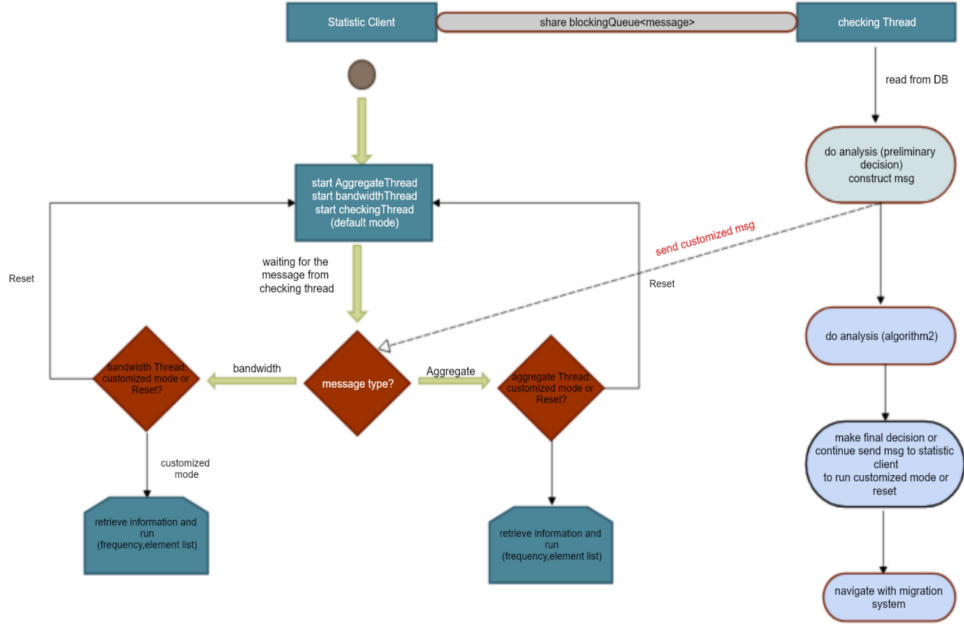 Statistic Client
share blockingQueue<message>
checking Thread
read from DB
do analysis (preliminary
decision)
construct msg
start AggregateThread
start bandwidthThread
start checkingThread
(default mode)
send customized msg
waiting for the
message from
checking thread
Reset
Reset
do analysis (algorithm2)
bandwidth Thread:
customized mode or
Reset?
bandwidth
message type?
Aggregate
aggregate Thread:
customized mode or
Reset?
make final decision or
continue send msg to statistic
client
to run customized mode or
reset
customized
mode
retrieve information and
run
(frequency,element list)
retrieve information and
run
(frequency,element list)
navigate with migration
system